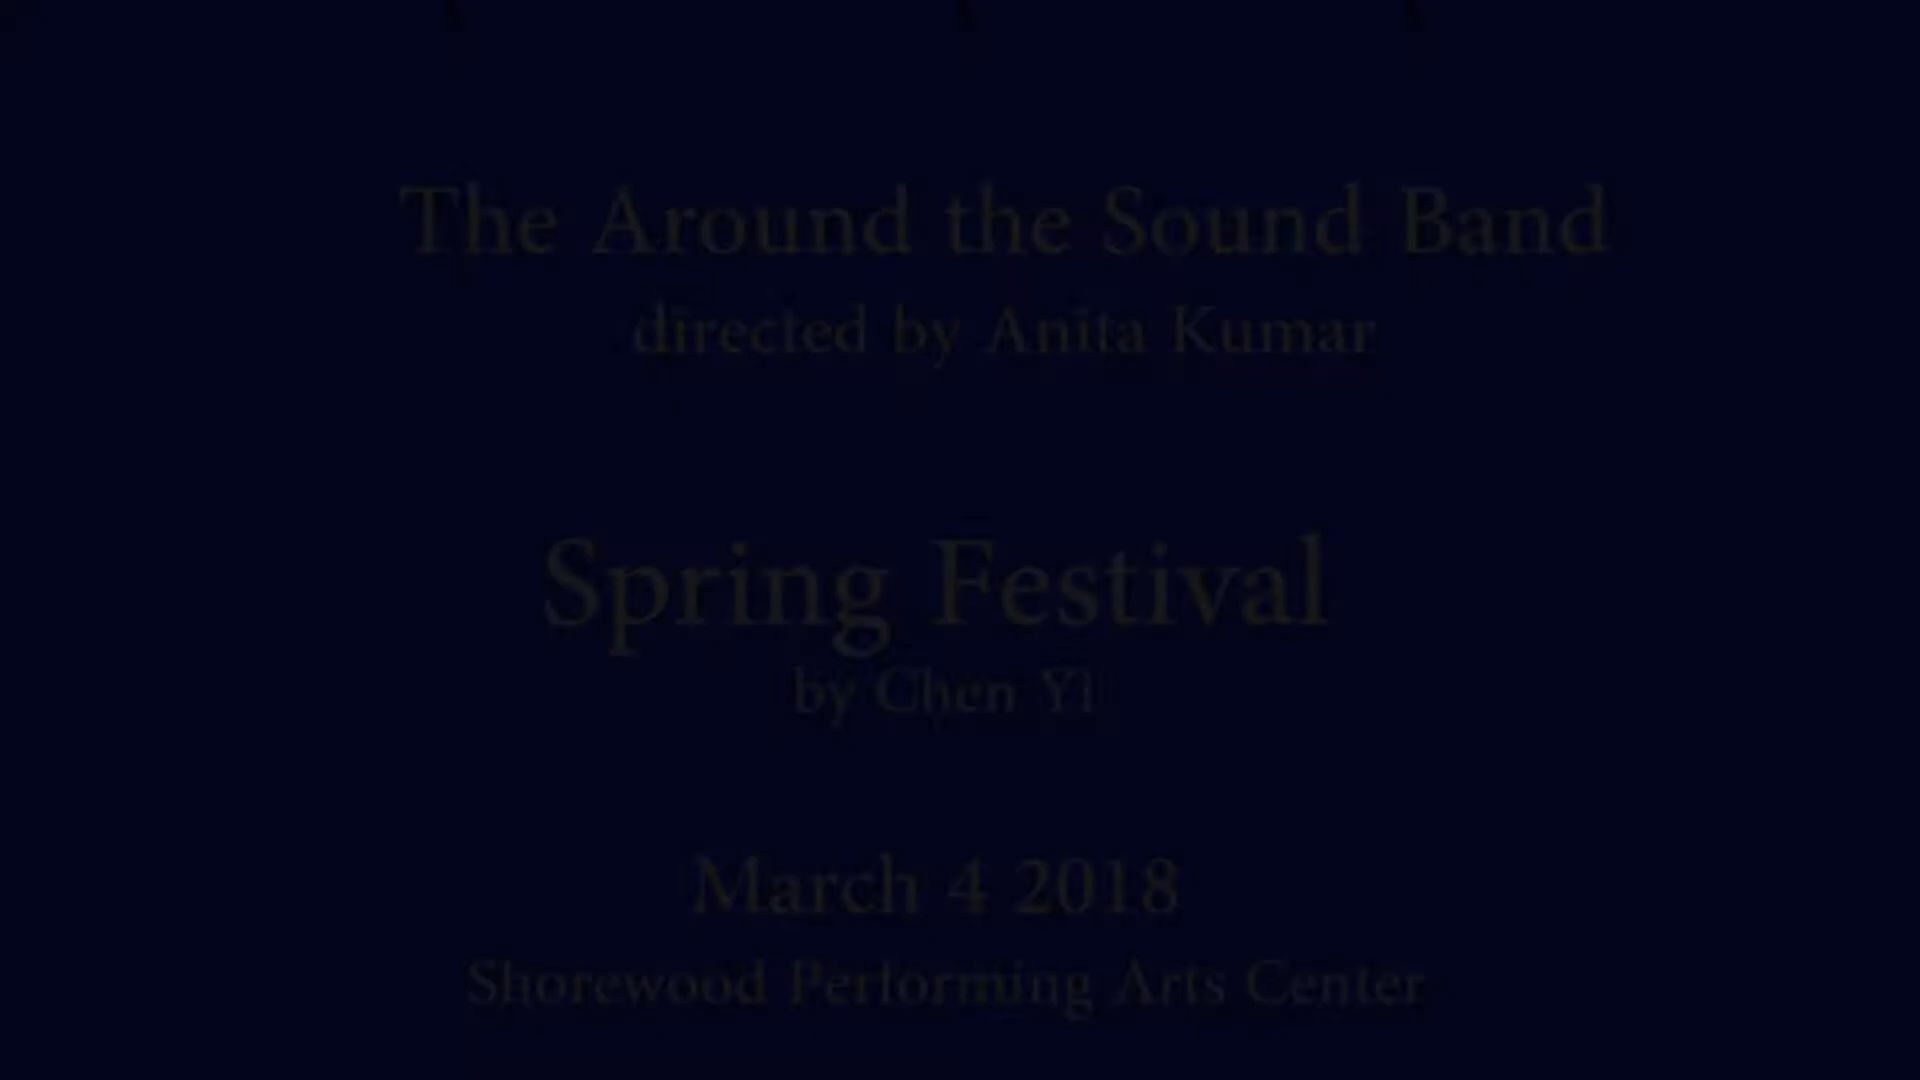 The Around the Sound Band
directed by Anita Kumar
Spring Festival
by Chen Yi
March 4 2018
Shorewood Performing Arts Center